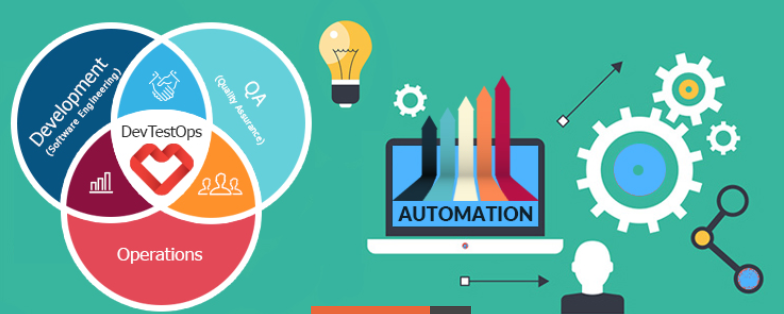 Development
(Software Engineering)
QA
(Quality Assurance)
DevTestOps
Operations
AUTOMATION